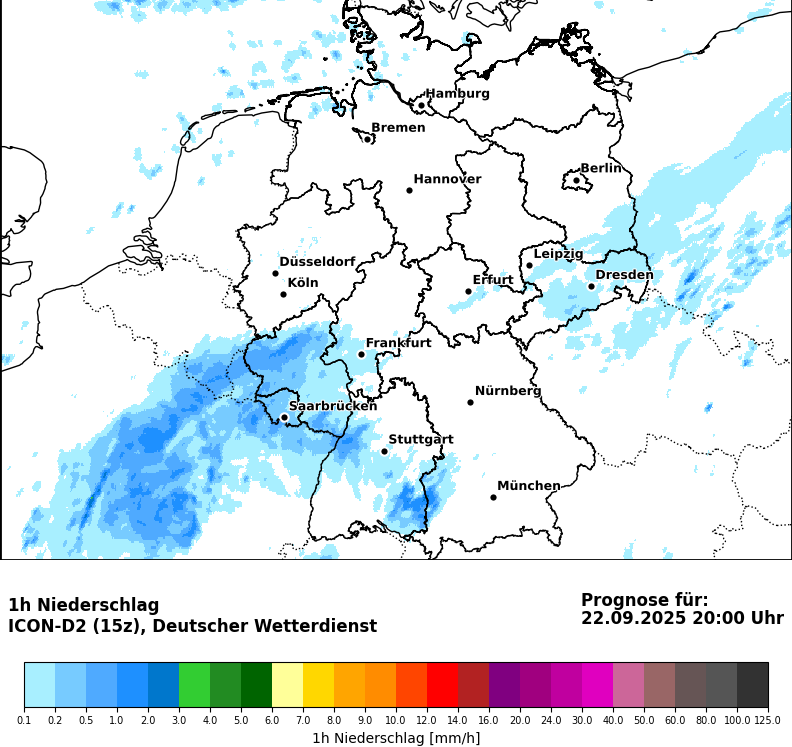 Hamburg
Bremen
Berlin
Hannover
Leipzig
Düsseldorf
Dresden
Köln
Erfurt
Frankfurt
Nürnberg
Saarbrücken
Stuttgart
München
1h Niederschlag
ICON-D2 (15z), Deutscher Wetterdienst
Prognose für:
22.09.2025 20:00 Uhr
0.1 0.2 0.5 1.0 2.0 3.0 4.0 5.0 6.0 7.0 8.0 9.0 10.0 12.0 14.0 16.0 20.0 24.0 30.0 40.0 50.0 60.0 80.0 100.0 125.0
1h Niederschlag [mm/h]